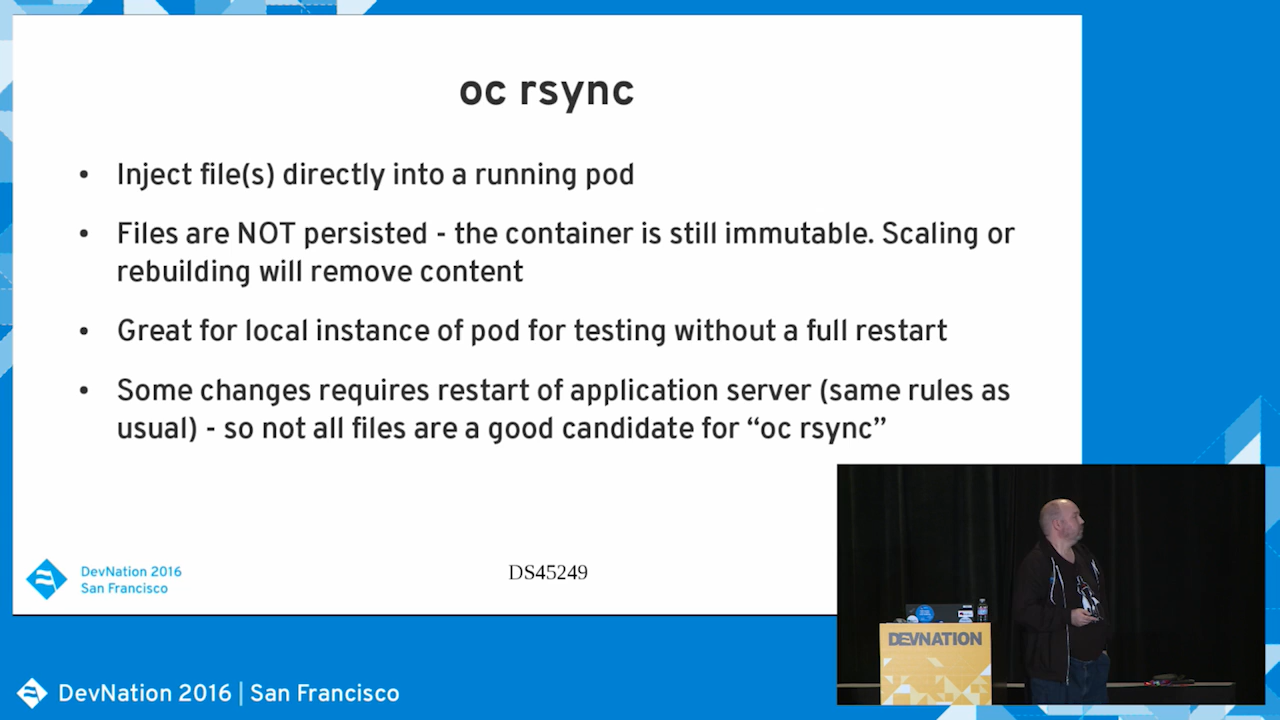 oc rsync
• Inject file(s) directly into a running pod
• Files are NOT persisted - the container is still immutable. Scaling or
rebuilding will remove content
• Great for local instance of pod for testing without a full restart
• Some changes requires restart of application server (same rules as
usual) - so not all files are a good candidate for “oc rsync”
DevNation 2016
San Francisco
DS45249
DEVNATION
DevNation 2016 | San Francisco